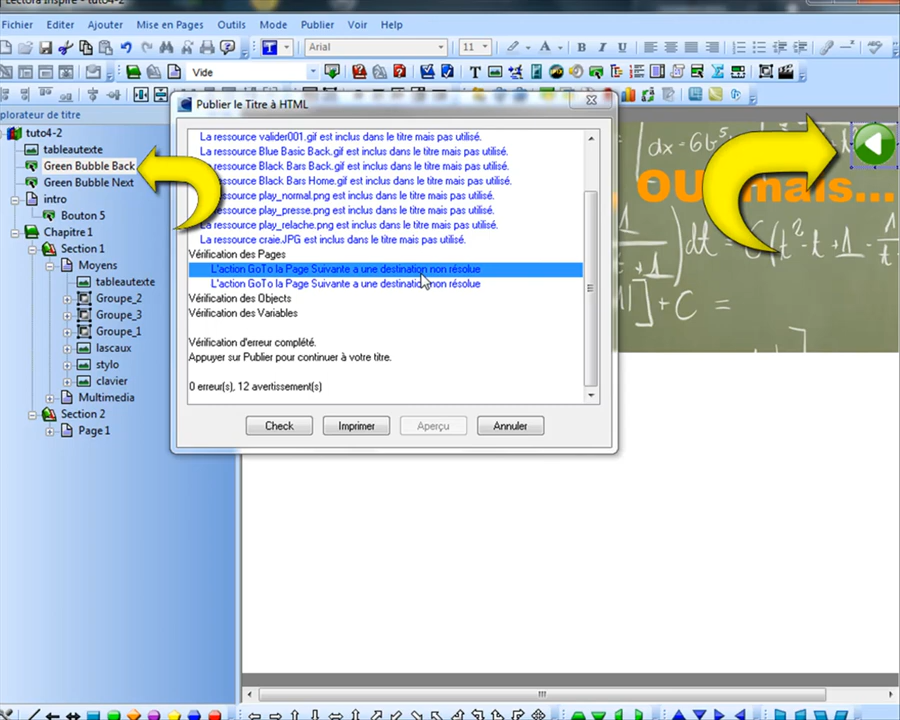 Lectora Inspire - tuto4-2
Fichier Editer Ajouter Mise en Pages Outils Mode Publier Voir Help
Arial 11 B I U
Vide
plorateur de titre
tuto4-2
tableautexte
Green Bubble Back
Green Bubble Next
intro
Bouton 5
Chapitre 1
Section 1
Moyens
tableautexte
Groupe_2
Groupe_3
Groupe_1
lascaux
stylo
clavier
Multimedia
Section 2
Page 1
Publier le Titre à HTML
La ressource valider001.gif est inclus dans le titre mais pas utilisé.
La ressource Blue Basic Back.gif est inclus dans le titre mais pas utilisé.
La ressource Black Bars Back.gif est inclus dans le titre mais pas utilisé.
ressource Black Bars Home.gif est inclus dans le titre mais pas utilisé.
ressource play_normal.png est inclus dans le titre mais pas utilisé.
ressource play_presse.png est inclus dans le titre mais pas utilisé.
ressource play_relache.png est inclus dans le titre mais pas utilisé.
La ressource craie.JPG est inclus dans le titre mais pas utilisé.
Vérification des Pages
L'action GoTo la Page Suivante a une destination non résolue
L'action GoTo la Page Suivante a une destination non résolue
Vérification des Objects
Vérification des Variables
Vérification d'erreur complété.
Appuyer sur Publier pour continuer à votre titre.
0 erreur(s), 12 avertissement(s)
Check Imprimer Aperçu Annuler
dx = 6b⁵
OU mais...
dt =
+ C =